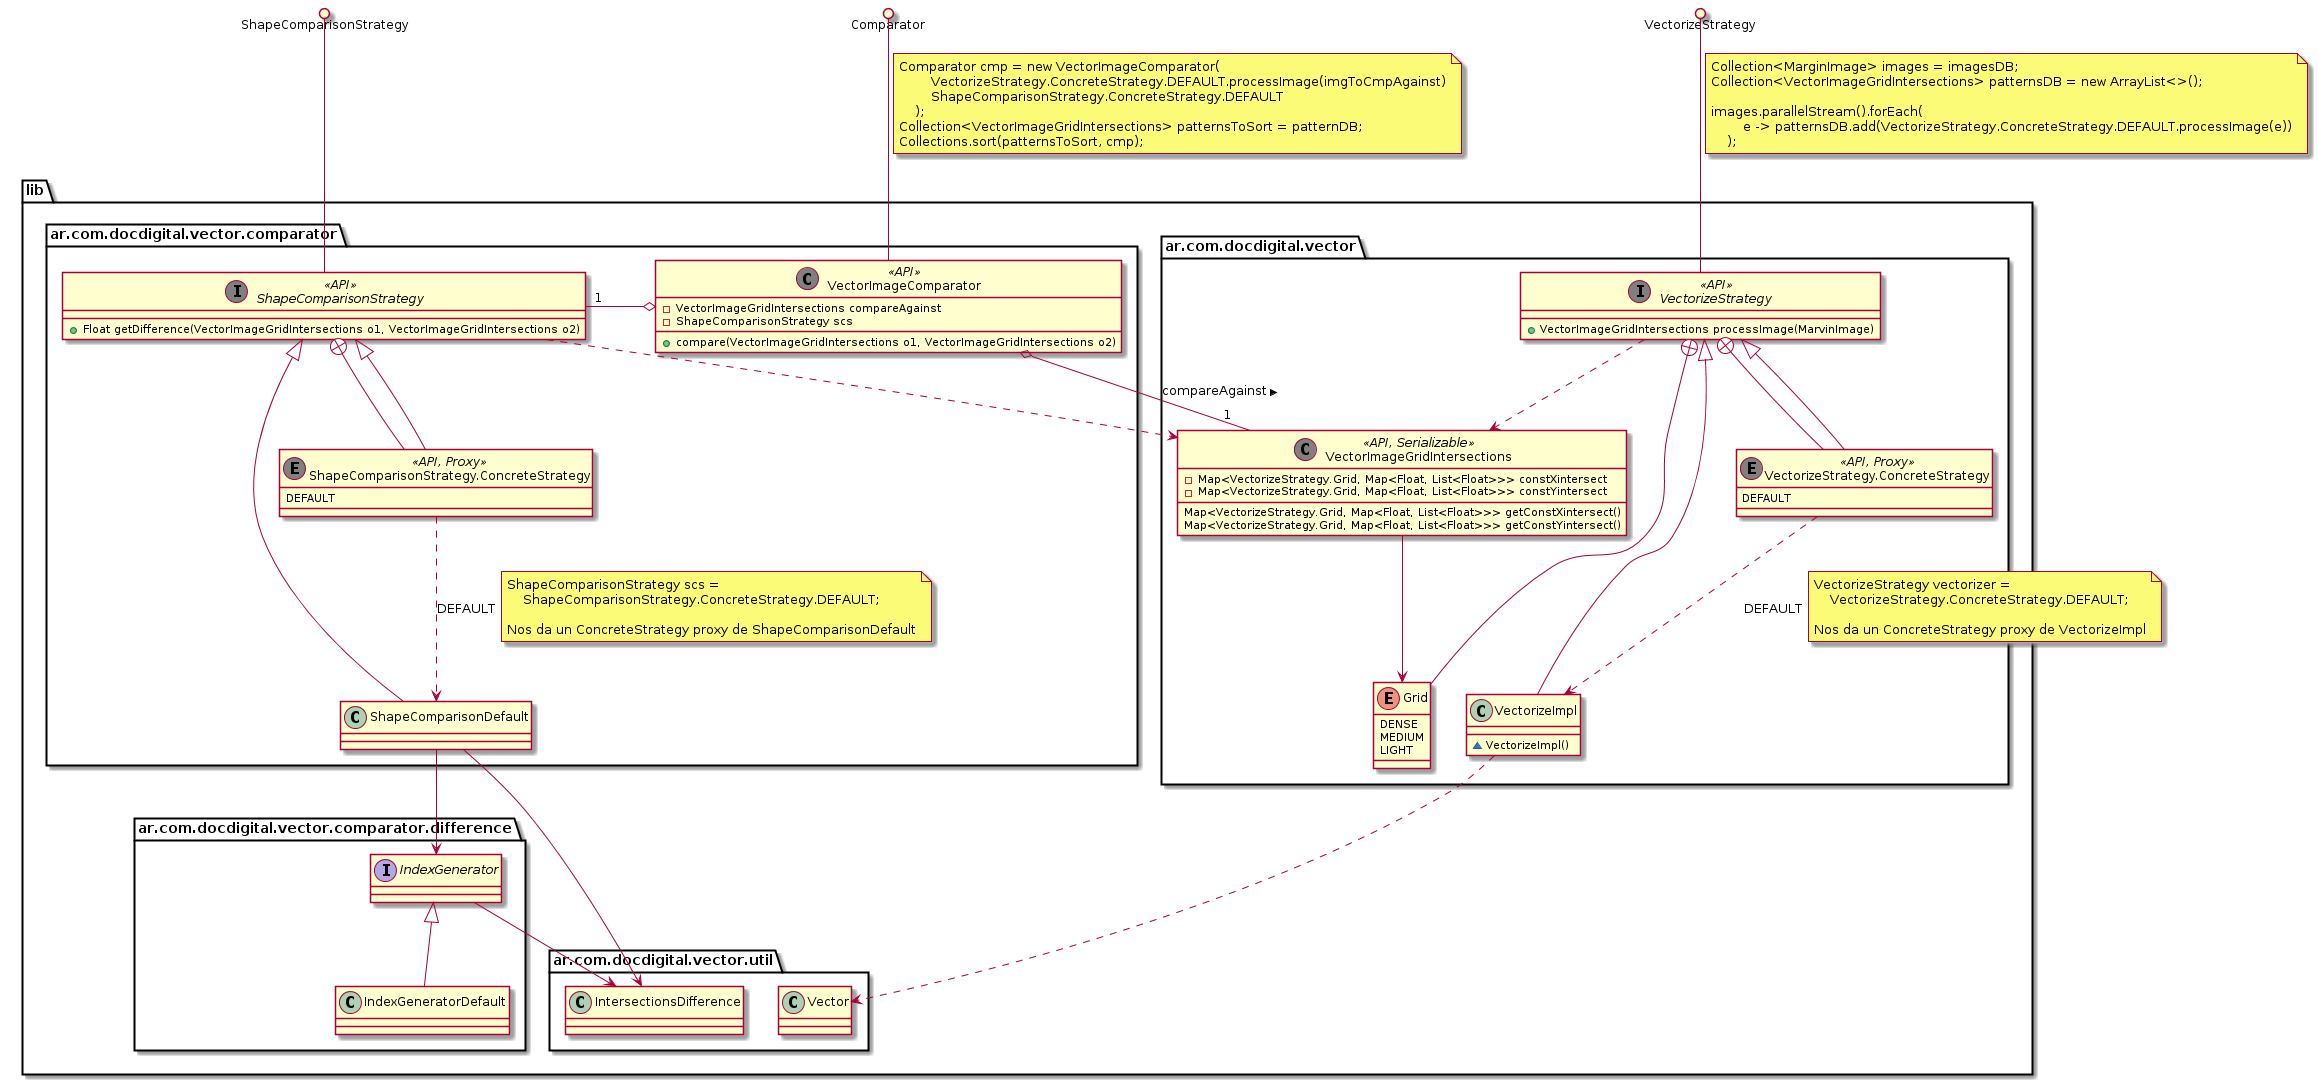 ShapeComparisonStrategy
Comparator
VectorizeStrategy
Comparator cmp = new VectorImageComparator(
VectorizeStrategy.ConcreteStrategy.DEFAULT.processImage(imgToCmpAgainst)
ShapeComparisonStrategy.ConcreteStrategy.DEFAULT
);
Collection<VectorImageGridIntersections> patternsToSort = patternDB;
Collections.sort(patternsToSort, cmp);
Collection<MarginImage> images = imagesDB;
Collection<VectorImageGridIntersections> patternsDB = new ArrayList<>();
images.parallelStream().forEach(
e -> patternsDB.add(VectorizeStrategy.ConcreteStrategy.DEFAULT.processImage(e))
);
lib
ar.com.docdigital.vector.comparator
ar.com.docdigital.vector
I
«API»
ShapeComparisonStrategy
Float getDifference(VectorImageGridIntersections o1, VectorImageGridIntersections o2)
1
C
«API»
VectorImageComparator
VectorImageGridIntersections compareAgainst
ShapeComparisonStrategy scs
compare(VectorImageGridIntersections o1, VectorImageGridIntersections o2)
I
«API»
VectorizeStrategy
VectorImageGridIntersections processImage(MarvinImage)
compareAgainst ►
1
E
«API, Proxy»
ShapeComparisonStrategy.ConcreteStrategy
DEFAULT
C
«API, Serializable»
VectorImageGridIntersections
Map<VectorizeStrategy.Grid, Map<Float, List<Float>>> constXintersect
Map<VectorizeStrategy.Grid, Map<Float, List<Float>>> constYintersect
Map<VectorizeStrategy.Grid, Map<Float, List<Float>>> getConstXintersect()
Map<VectorizeStrategy.Grid, Map<Float, List<Float>>> getConstYintersect()
E
«API, Proxy»
VectorizeStrategy.ConcreteStrategy
DEFAULT
DEFAULT
ShapeComparisonStrategy scs =
ShapeComparisonStrategy.ConcreteStrategy.DEFAULT;
Nos da un ConcreteStrategy proxy de ShapeComparisonDefault
DEFAULT
VectorizeStrategy vectorizer =
VectorizeStrategy.ConcreteStrategy.DEFAULT;
Nos da un ConcreteStrategy proxy de VectorizeImpl
C
ShapeComparisonDefault
E
Grid
DENSE
MEDIUM
LIGHT
C
VectorizeImpl
VectorizeImpl()
ar.com.docdigital.vector.comparator.difference
I
IndexGenerator
C
IndexGeneratorDefault
ar.com.docdigital.vector.util
C
IntersectionsDifference
C
Vector